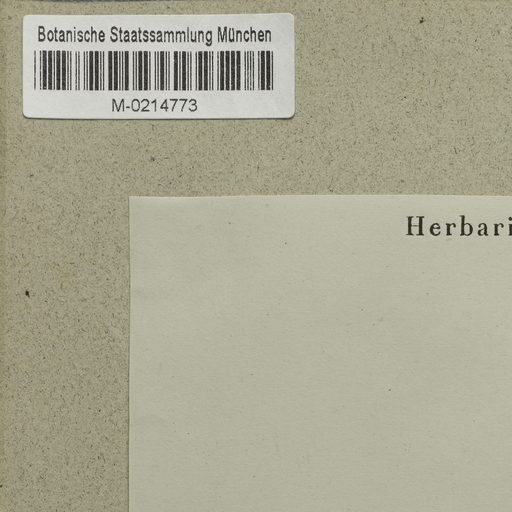 Botanische Staatssammlung München
M-0214773
Herbari